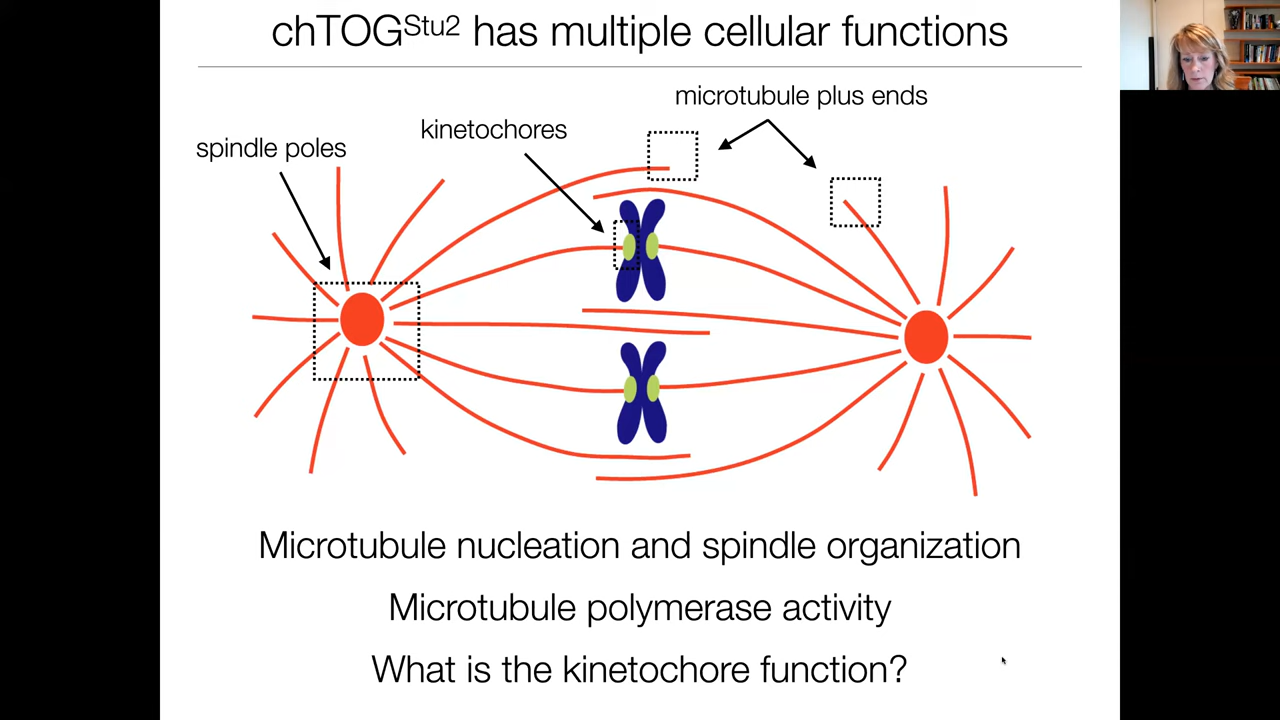 chTOGStu2 has multiple cellular functions
microtubule plus ends
kinetochores
spindle poles
Microtubule nucleation and spindle organization
Microtubule polymerase activity
What is the kinetochore function?